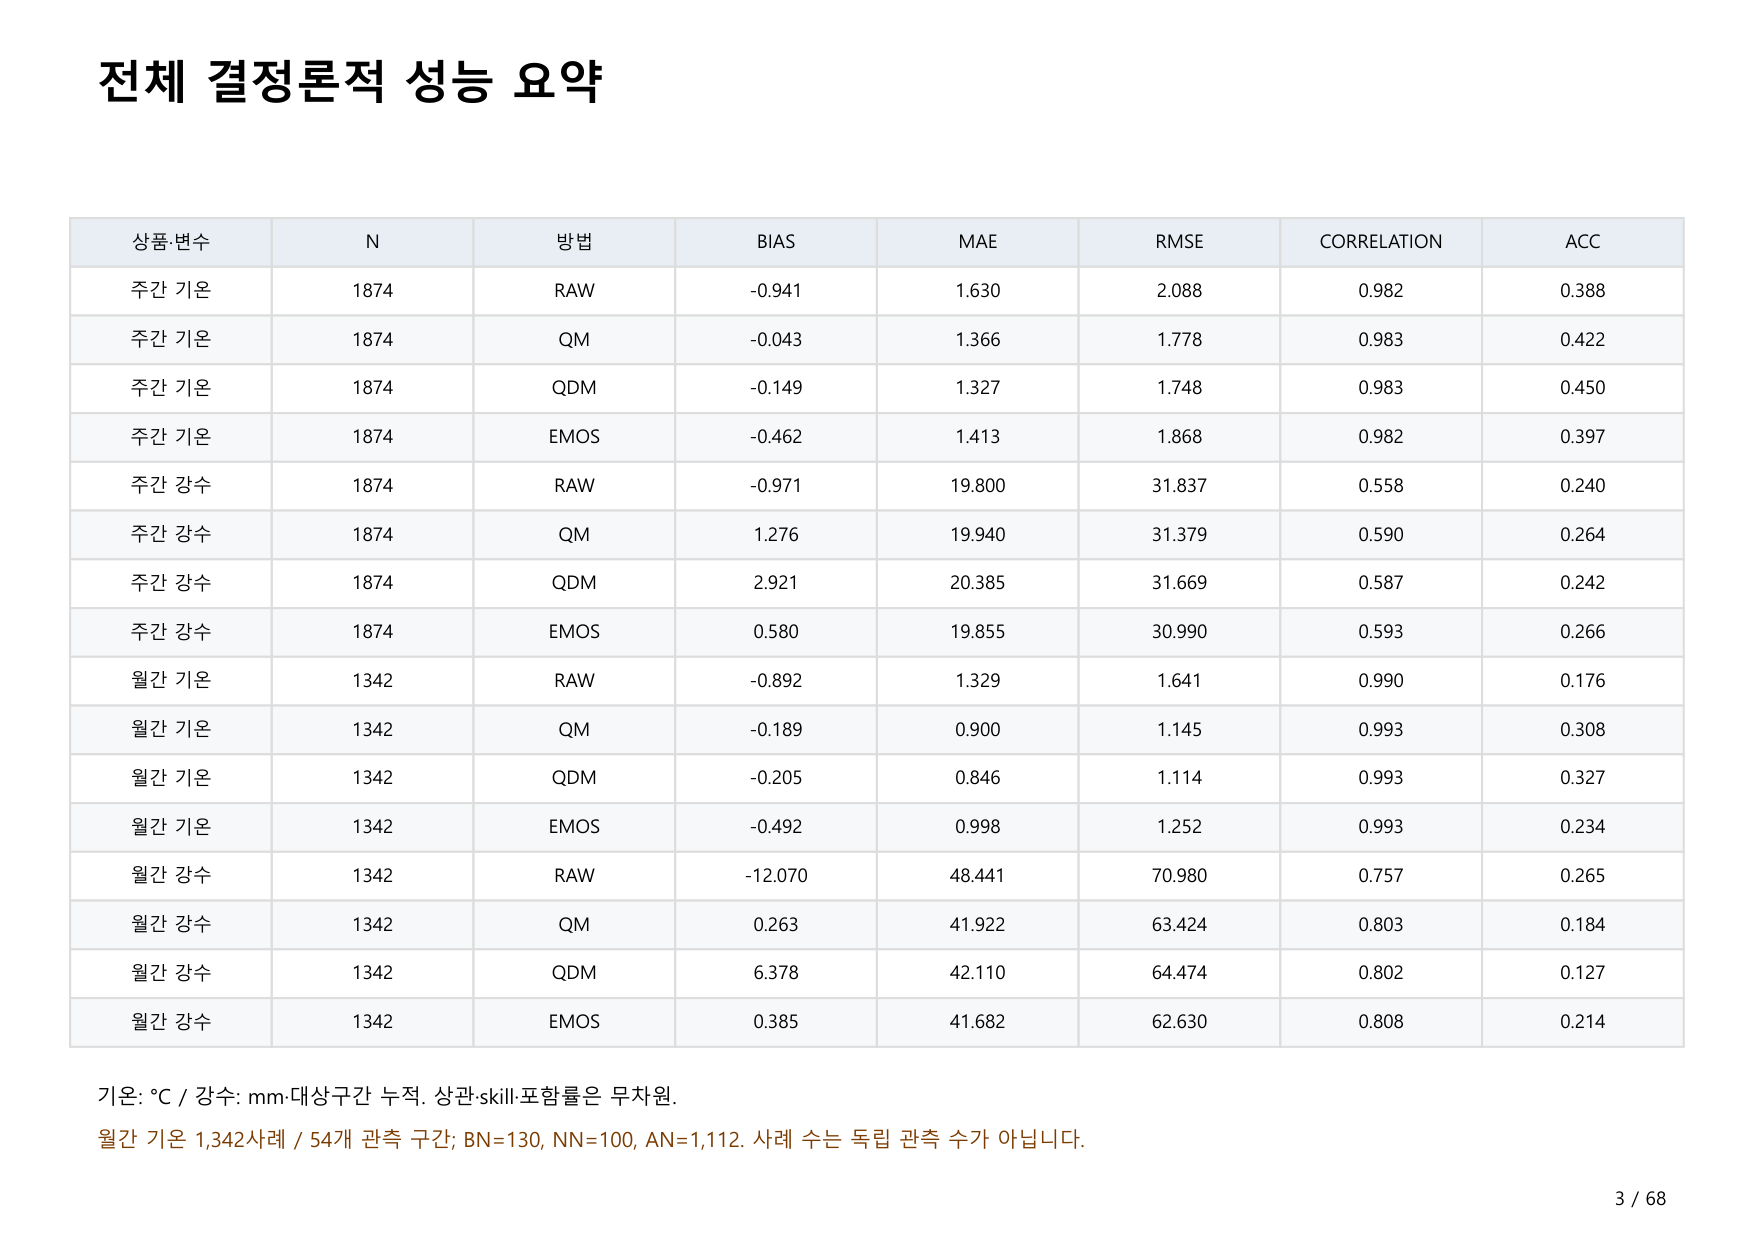 전체 결정론적 성능 요약
상품·변수 N 방법 BIAS MAE RMSE CORRELATION ACC
주간 기온 1874 RAW -0.941 1.630 2.088 0.982 0.388
주간 기온 1874 QM -0.043 1.366 1.778 0.983 0.422
주간 기온 1874 QDM -0.149 1.327 1.748 0.983 0.450
주간 기온 1874 EMOS -0.462 1.413 1.868 0.982 0.397
주간 강수 1874 RAW -0.971 19.800 31.837 0.558 0.240
주간 강수 1874 QM 1.276 19.940 31.379 0.590 0.264
주간 강수 1874 QDM 2.921 20.385 31.669 0.587 0.242
주간 강수 1874 EMOS 0.580 19.855 30.990 0.593 0.266
월간 기온 1342 RAW -0.892 1.329 1.641 0.990 0.176
월간 기온 1342 QM -0.189 0.900 1.145 0.993 0.308
월간 기온 1342 QDM -0.205 0.846 1.114 0.993 0.327
월간 기온 1342 EMOS -0.492 0.998 1.252 0.993 0.234
월간 강수 1342 RAW -12.070 48.441 70.980 0.757 0.265
월간 강수 1342 QM 0.263 41.922 63.424 0.803 0.184
월간 강수 1342 QDM 6.378 42.110 64.474 0.802 0.127
월간 강수 1342 EMOS 0.385 41.682 62.630 0.808 0.214
기온: °C / 강수: mm·대상구간 누적. 상관·skill·포함률은 무차원.
월간 기온 1,342사례 / 54개 관측 구간; BN=130, NN=100, AN=1,112. 사례 수는 독립 관측 수가 아닙니다.
3 / 68